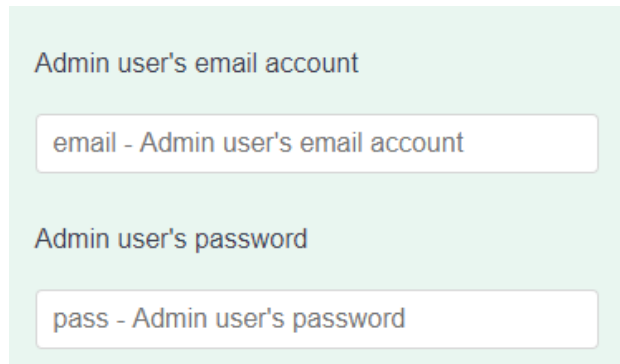 Admin user's email account
email - Admin user's email account
Admin user's password
pass - Admin user's password